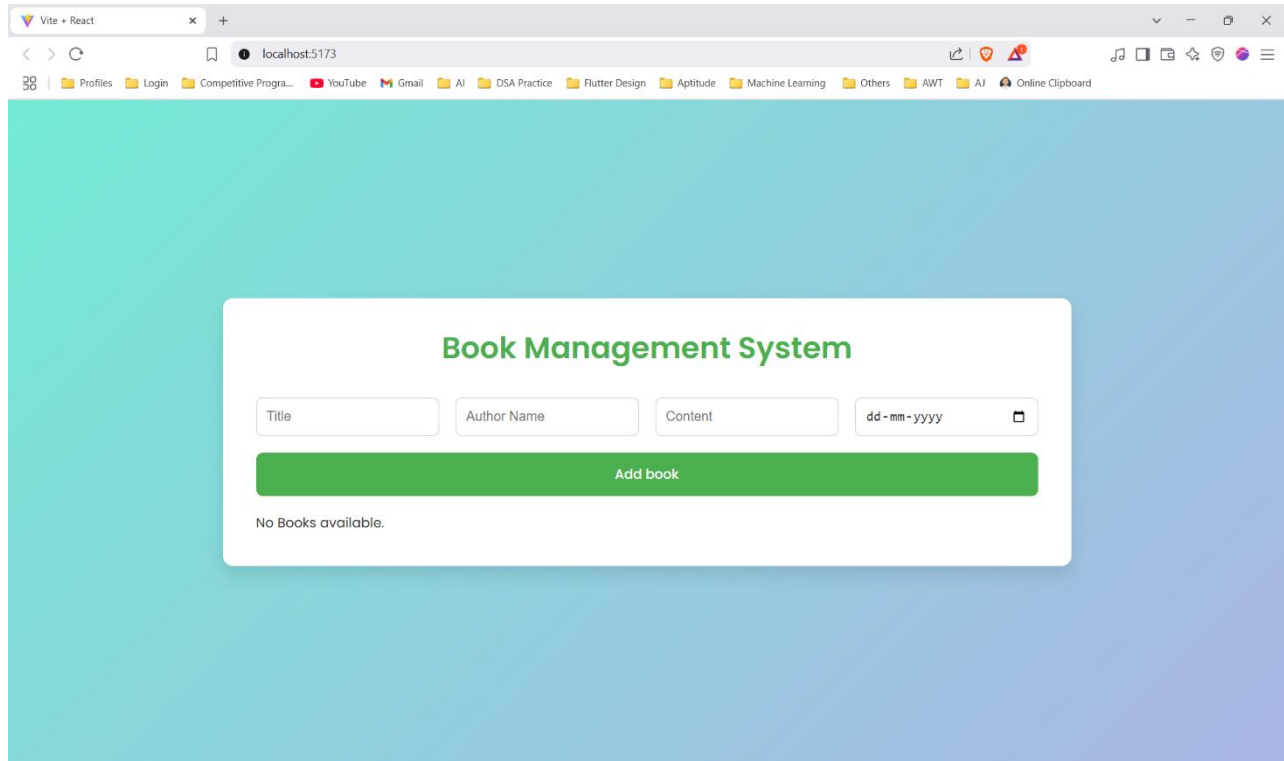 Vite + React
localhost:5173
Profiles Login Competitive Progra... YouTube Gmail AI DSA Practice Flutter Design Aptitude Machine Learning Others AWT AJ Online Clipboard
Book Management System
Title Author Name Content dd-mm-yyyy
Add book
No Books available.